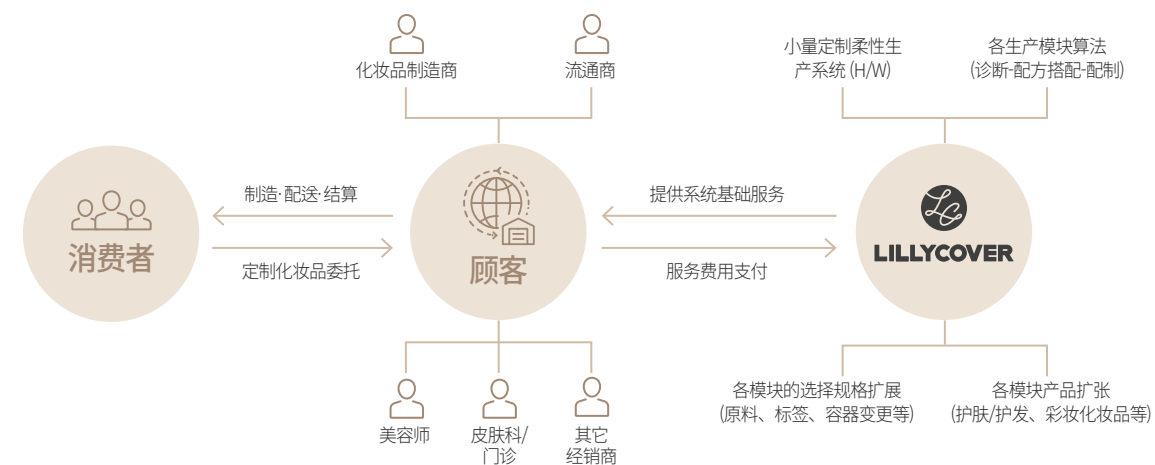 化妆品制造商
流通商
小量定制柔性生
产系统 (H/W)
各生产模块算法
(诊断-配方搭配-配制)
制造· 配送· 结算
提供系统基础服务
消费者
顾客
LC
LILLYCOVER
定制化妆品委托
服务费用支付
美容师
皮肤科/
门诊
其它
经销商
各模块的选择规格扩展
(原料、标签、容器变更等)
各模块产品扩张
(护肤/护发、彩妆化妆品等)